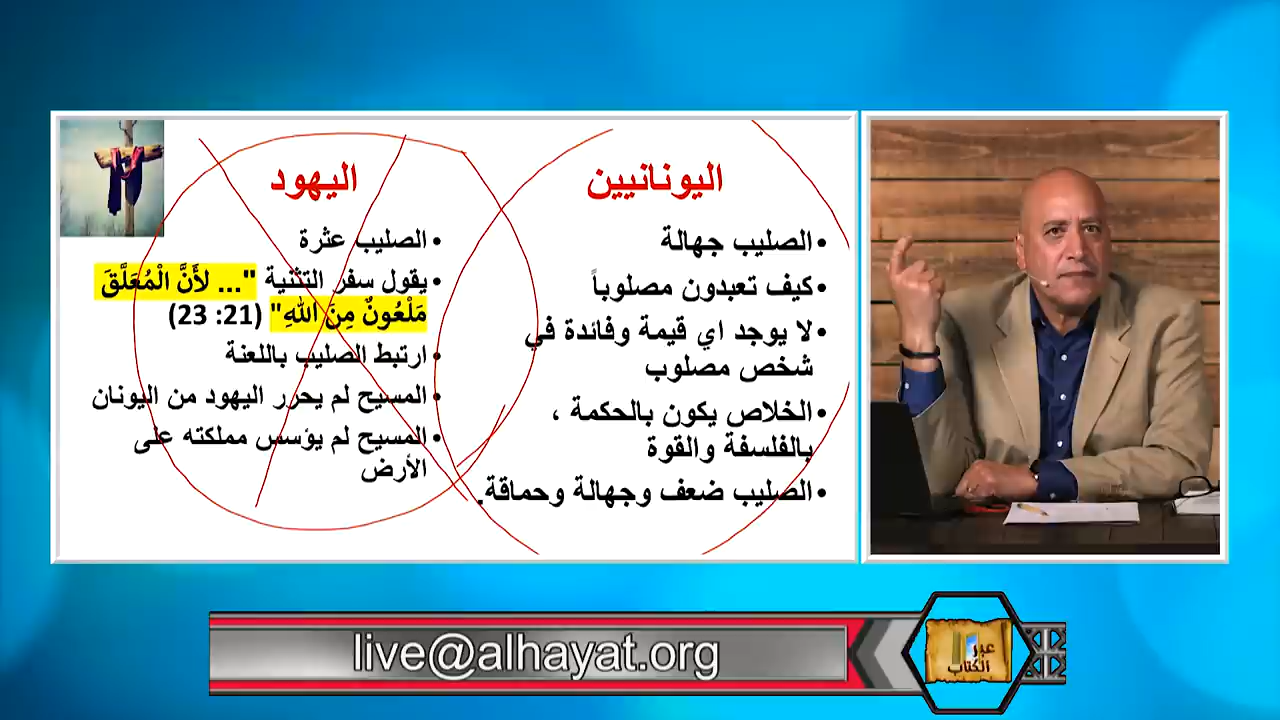 اليونانيين
•الصليب جهالة
•كيف تعبدون مصلوباً
•لا يوجد اي قيمة وفائدة في
شخص مصلوب
•الخلاص يكون بالحكمة ،
بالفلسفة والقوة
•الصليب ضعف وجهالة وحماقة.
اليهود
•الصليب عثرة
•يقول سفر التثنية "... لأَنَّ الْمُعَلَّقَ
مَلْعُونٌ مِنَ اللهِ" (21: 23)
•ارتبط الصليب باللعنة
•المسيح لم يحرر اليهود من اليونان
•المسيح لم يؤسس مملكته على
الأرض
live@alhayat.org
عبر
الكتاب